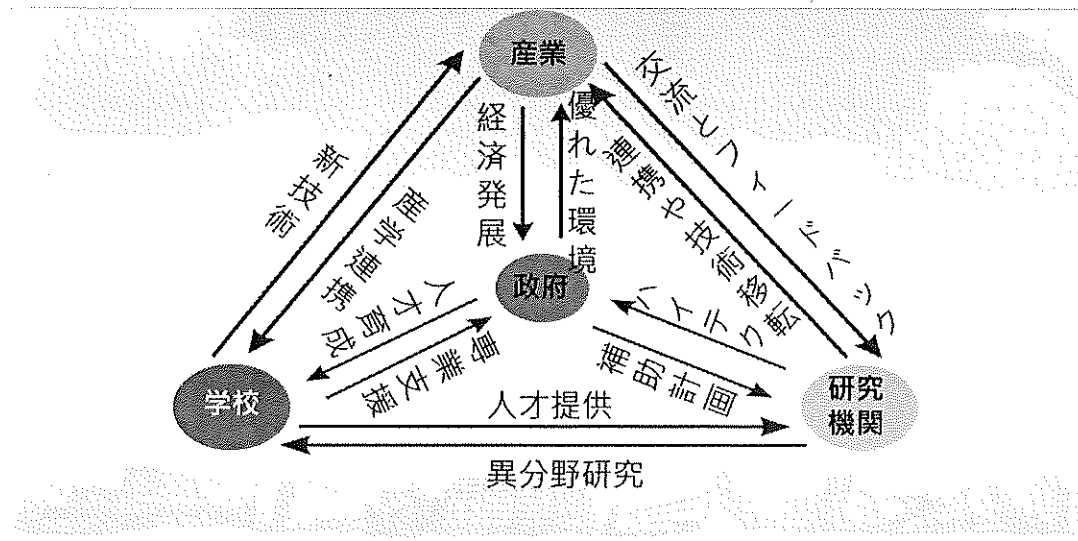 産業
交流とフィードバック
新技術
経済発展
優れた環境
連携や技術移転
産学連携
政府
人才育成
ハイテク
専業支援
補助計画
学校
人才提供
研究
機関
異分野研究